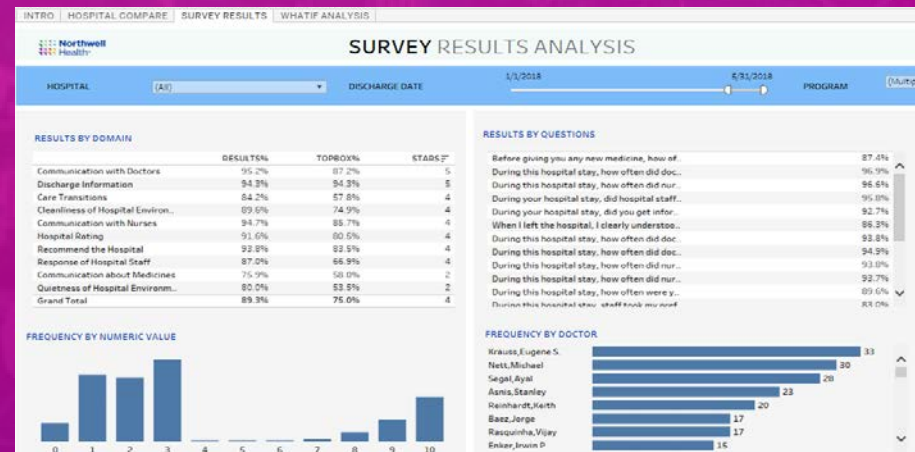 INTRO HOSPITAL COMPARE SURVEY RESULTS WHATIF ANALYSIS
Northwell
Health
SURVEY RESULTS ANALYSIS
HOSPITAL (All) DISCHARGE DATE 1/1/2018 5/31/2018 PROGRAM (Multip
RESULTS BY DOMAIN
RESULTS% TOPBOX% STARS
Communication with Doctors 95.2% 87.2% 5
Discharge Information 94.3% 94.3% 5
Care Transitions 84.2% 57.8% 4
Cleanliness of Hospital Environ.. 89.6% 74.9% 4
Communication with Nurses 94.7% 85.7% 4
Hospital Rating 91.6% 80.5% 4
Recommend the Hospital 93.8% 83.5% 4
Response of Hospital Staff 87.0% 66.9% 4
Communication about Medicines 75.9% 58.0% 2
Quietness of Hospital Environm.. 80.0% 53.5% 2
Grand Total 89.3% 75.0% 4
RESULTS BY QUESTIONS
Before giving you any new medicine, how of.. 87.4%
During this hospital stay, how often did doc.. 96.9%
During this hospital stay, how often did nur.. 96.6%
During your hospital stay, did hospital staff.. 95.8%
During your hospital stay, did you get infor.. 92.7%
When I left the hospital, I clearly understoo.. 86.3%
During this hospital stay, how often did doc.. 93.8%
During this hospital stay, how often did doc.. 94.9%
During this hospital stay, how often did nur.. 93.8%
During this hospital stay, how often did nur.. 93.7%
During this hospital stay, how often were y.. 89.6%
During this hospital stay, staff took my pref.. 83.0%
FREQUENCY BY NUMERIC VALUE
0 1 2 3 4 5 6 7 8 9 10
FREQUENCY BY DOCTOR
Krauss,Eugene S. 33
Nett,Michael 30
Segal,Ayal 28
Asnis,Stanley 23
Reinhardt,Keith 20
Baez,Jorge 17
Rasquinha,Vijay 17
Enker,Irwin P 15